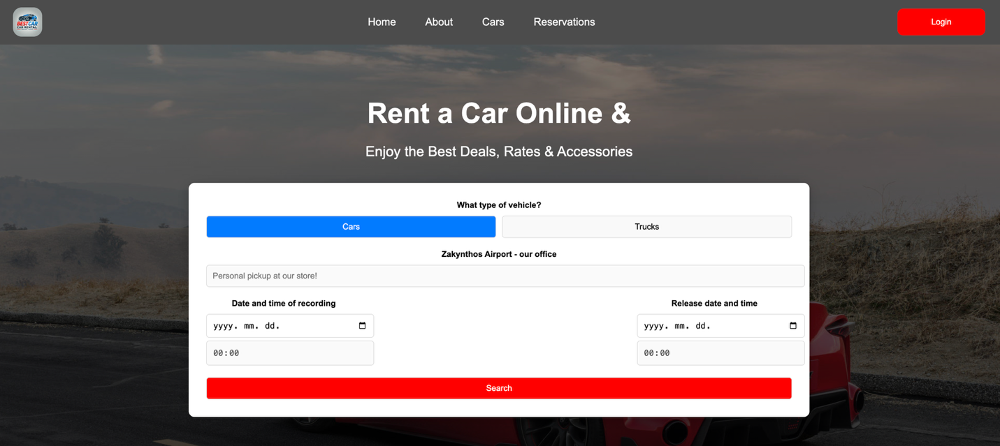 BESTCAR
CAR RENTAL
Home About Cars Reservations Login
Rent a Car Online &
Enjoy the Best Deals, Rates & Accessories
What type of vehicle?
Cars Trucks
Zakynthos Airport - our office
Personal pickup at our store!
Date and time of recording Release date and time
yyyy. mm. dd. yyyy. mm. dd.
00:00 00:00
Search